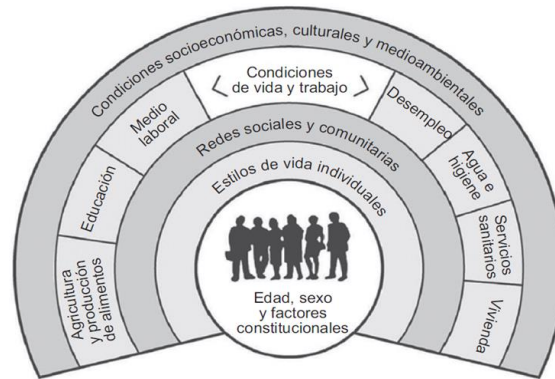 Condiciones socioeconómicas, culturales y medioambientales
Condiciones
de vida y trabajo
Agricultura
y producción
de alimentos
Educación
Medio
laboral
Desempleo
Agua e
higiene
Servicios
sanitarios
Vivienda
Redes sociales y comunitarias
Estilos de vida individuales
Edad, sexo
y factores
constitucionales